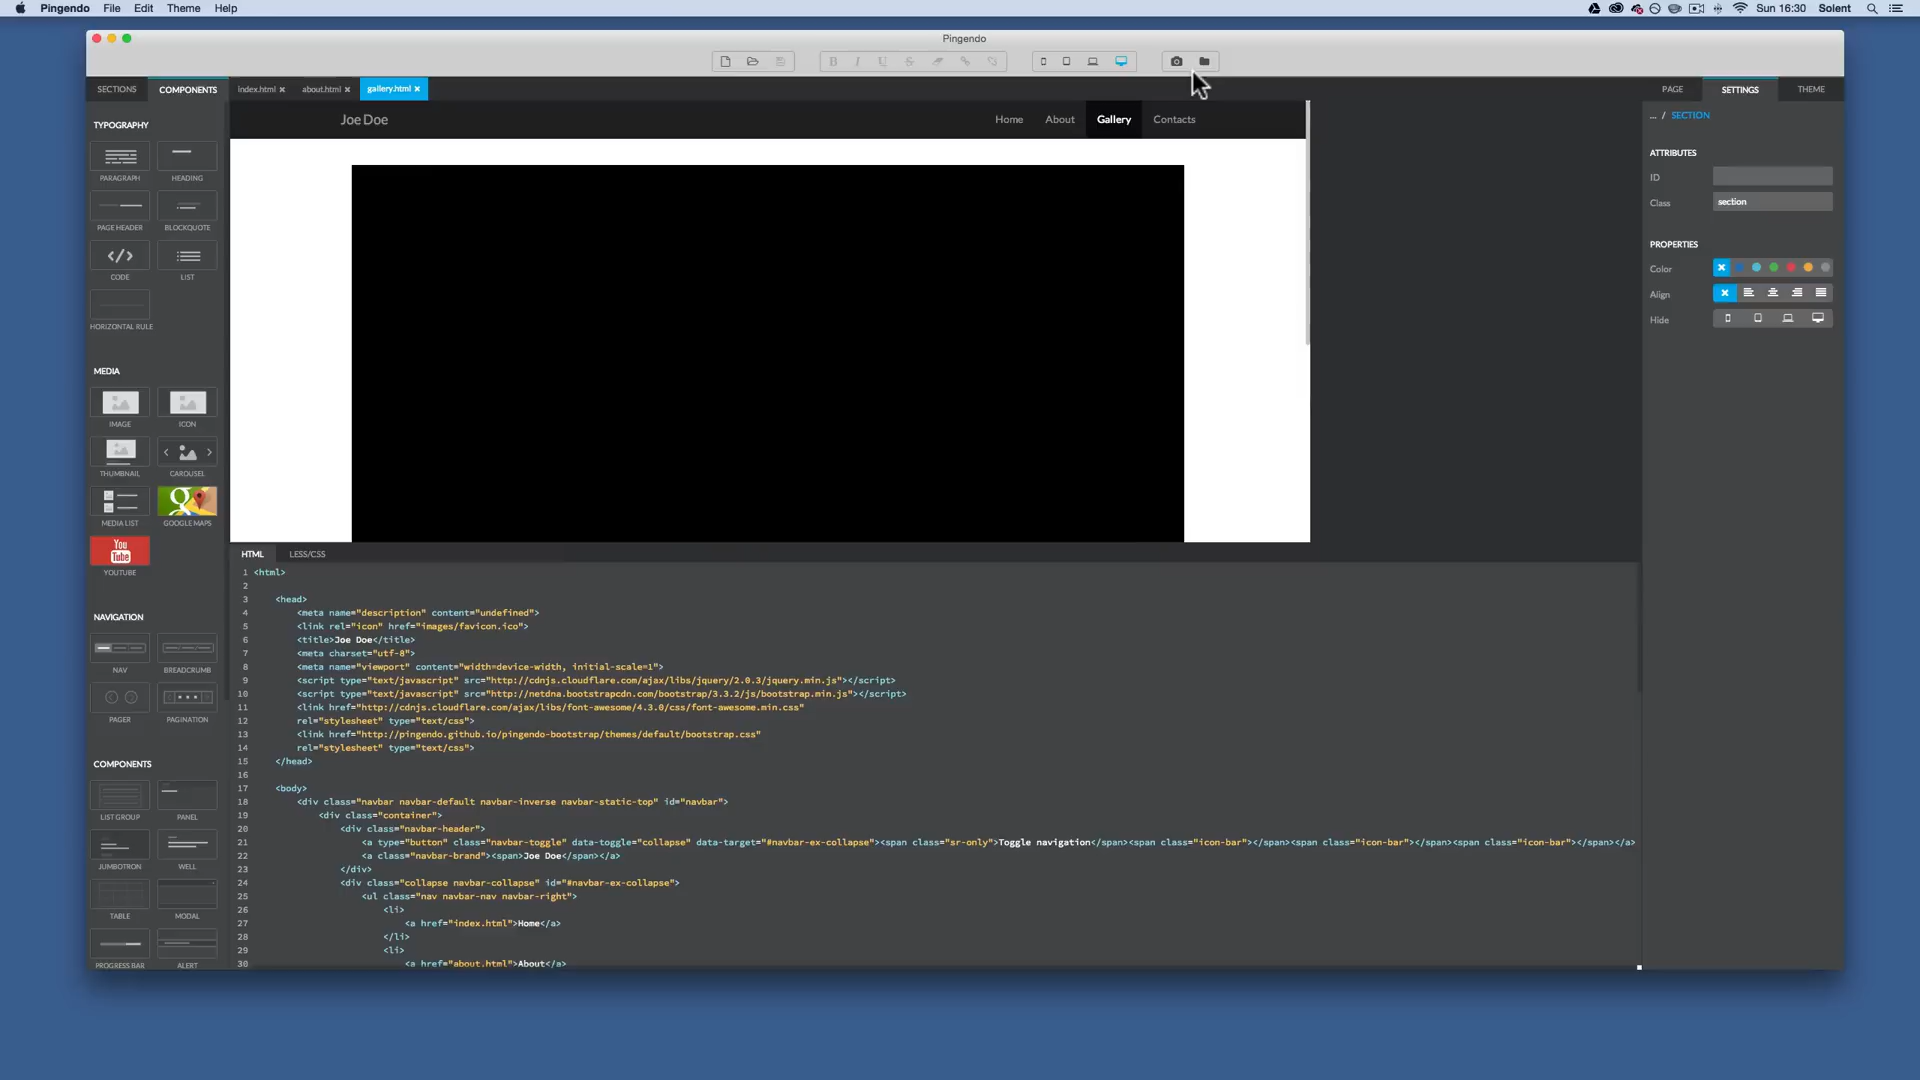 Pingendo File Edit Theme Help
Sun 16:30 Solent
Pingendo
B I U S
SECTIONS COMPONENTS
index.html × about.html × gallery.html ×
PAGE SETTINGS THEME
TYPOGRAPHY
PARAGRAPH HEADING
PAGE HEADER BLOCKQUOTE
CODE LIST
HORIZONTAL RULE
MEDIA
IMAGE ICON
THUMBNAIL CAROUSEL
MEDIA LIST GOOGLE MAPS
You
Tube
YOUTUBE
NAVIGATION
NAV BREADCRUMB
PAGER PAGINATION
COMPONENTS
LIST GROUP PANEL
JUMBOTRON WELL
TABLE MODAL
PROGRESS BAR ALERT
Joe Doe Home About Gallery Contacts
HTML LESS/CSS
1 <html>
2
3 <head>
4 <meta name="description" content="undefined">
5 <link rel="icon" href="images/favicon.ico">
6 <title>Joe Doe</title>
7 <meta charset="utf-8">
8 <meta name="viewport" content="width=device-width, initial-scale=1">
9 <script type="text/javascript" src="http://cdnjs.cloudflare.com/ajax/libs/jquery/2.0.3/jquery.min.js"></script>
10 <script type="text/javascript" src="http://netdna.bootstrapcdn.com/bootstrap/3.3.2/js/bootstrap.min.js"></script>
11 <link href="http://cdnjs.cloudflare.com/ajax/libs/font-awesome/4.3.0/css/font-awesome.min.css"
12 rel="stylesheet" type="text/css">
13 <link href="http://pingendo.github.io/pingendo-bootstrap/themes/default/bootstrap.css"
14 rel="stylesheet" type="text/css">
15 </head>
16
17 <body>
18 <div class="navbar navbar-default navbar-inverse navbar-static-top" id="navbar">
19 <div class="container">
20 <div class="navbar-header">
21 <a type="button" class="navbar-toggle" data-toggle="collapse" data-target="#navbar-ex-collapse"><span class="sr-only">Toggle navigation</span><span class="icon-bar"></span><span class="icon-bar"></span><span class="icon-bar"></span></a>
22 <a class="navbar-brand"><span>Joe Doe</span></a>
23 </div>
24 <div class="collapse navbar-collapse" id="#navbar-ex-collapse">
25 <ul class="nav navbar-nav navbar-right">
26 <li>
27 <a href="index.html">Home</a>
28 </li>
29 <li>
30 <a href="about.html">About</a>
... / SECTION
ATTRIBUTES
ID
Class section
PROPERTIES
Color
Align
Hide